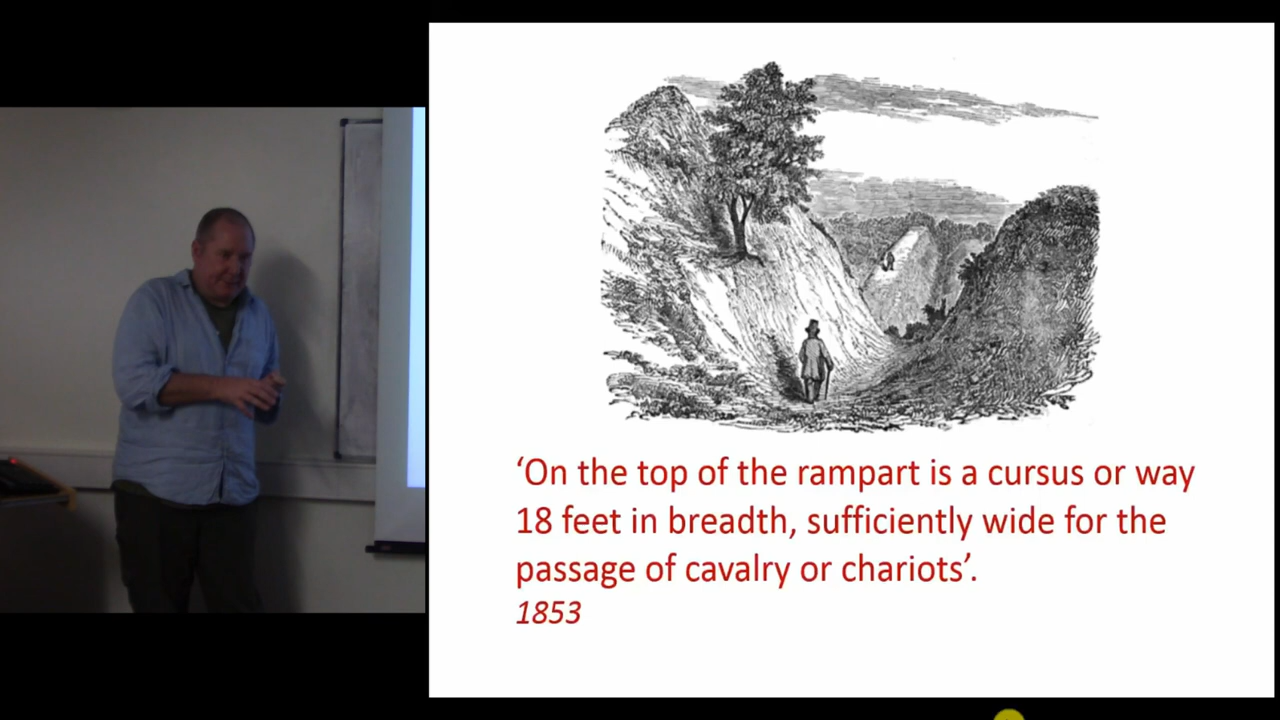 ‘On the top of the rampart is a cursus or way
18 feet in breadth, sufficiently wide for the
passage of cavalry or chariots’.
1853